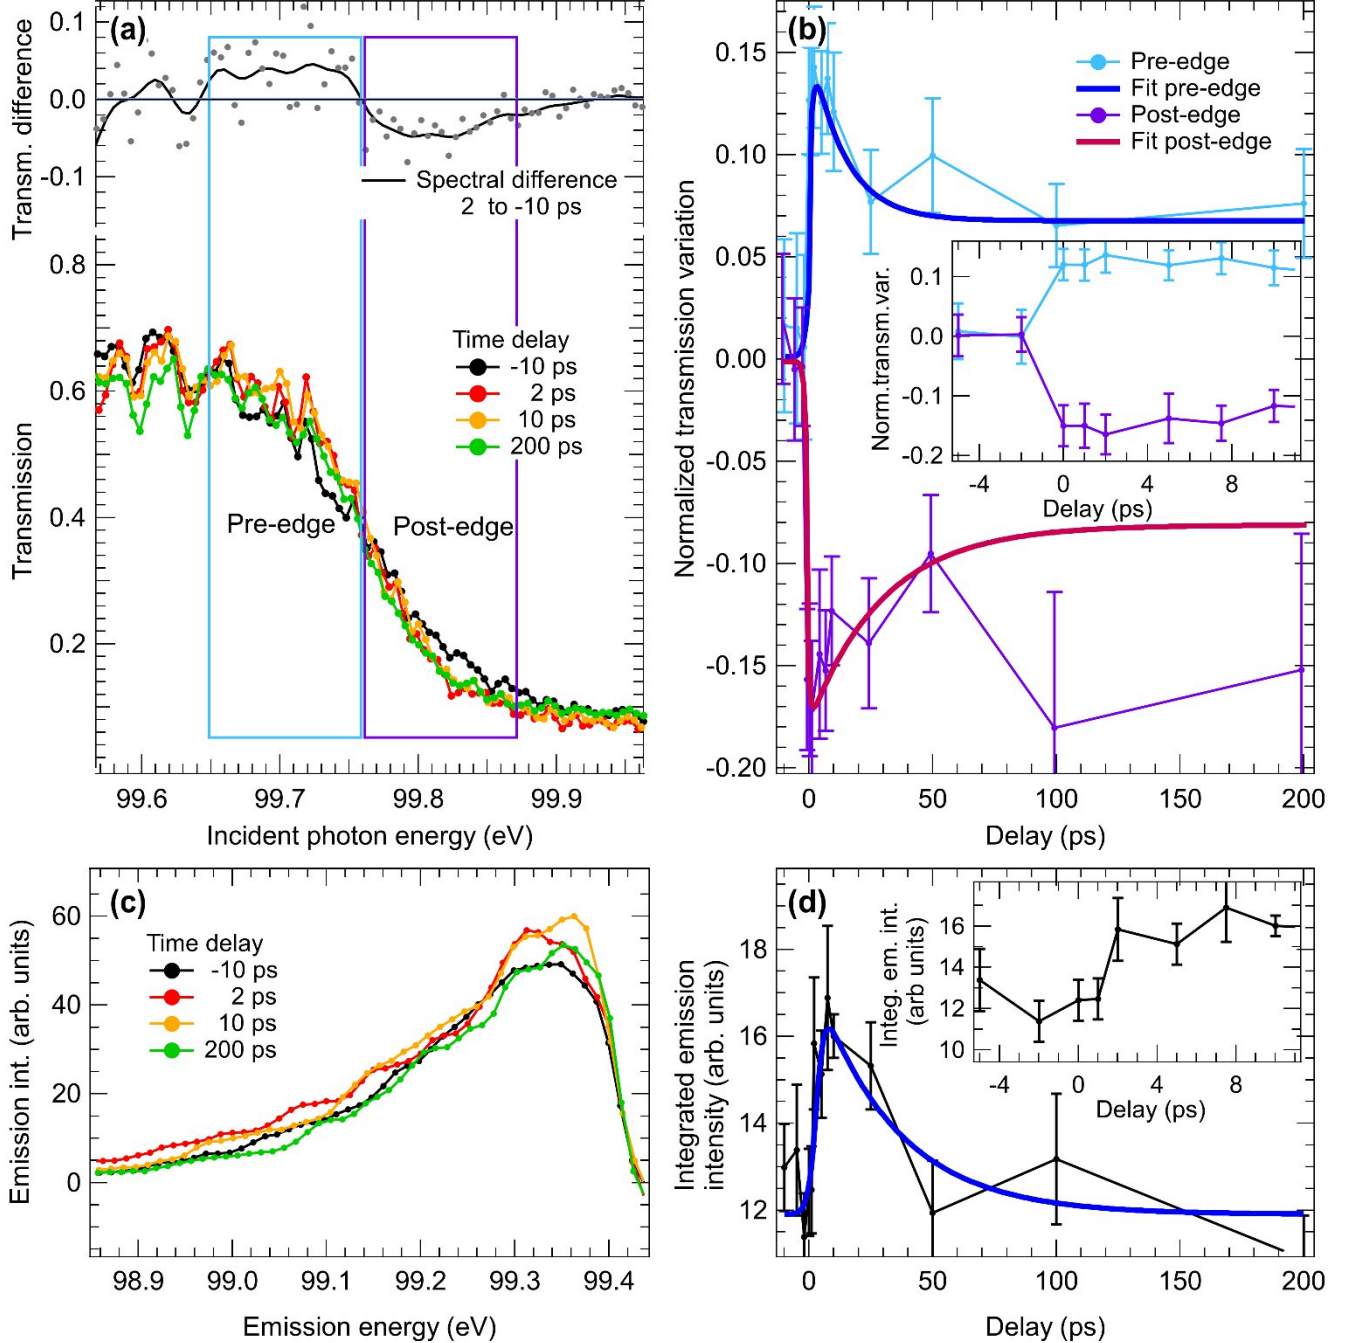 (a)
0.1
0.0
-0.1
Transm. difference
Spectral difference
2 to -10 ps
0.8
0.6
0.4
0.2
Transmission
Time delay
-10 ps
2 ps
10 ps
200 ps
Pre-edge
Post-edge
99.6
99.7
99.8
99.9
Incident photon energy (eV)
(b)
0.15
0.10
0.05
0.00
-0.05
-0.10
-0.15
-0.20
Normalized transmission variation
Pre-edge
Fit pre-edge
Post-edge
Fit post-edge
0.1
0.0
-0.1
-0.2
Norm.transm.var.
-4
0
4
8
Delay (ps)
0
50
100
150
200
Delay (ps)
(c)
60
40
20
0
Emission int. (arb. units)
Time delay
-10 ps
2 ps
10 ps
200 ps
98.9
99.0
99.1
99.2
99.3
99.4
Emission energy (eV)
(d)
18
16
14
12
Integrated emission
intensity (arb. units)
16
14
12
10
Integ. em. int.
(arb units)
-4
0
4
8
Delay (ps)
0
50
100
150
200
Delay (ps)